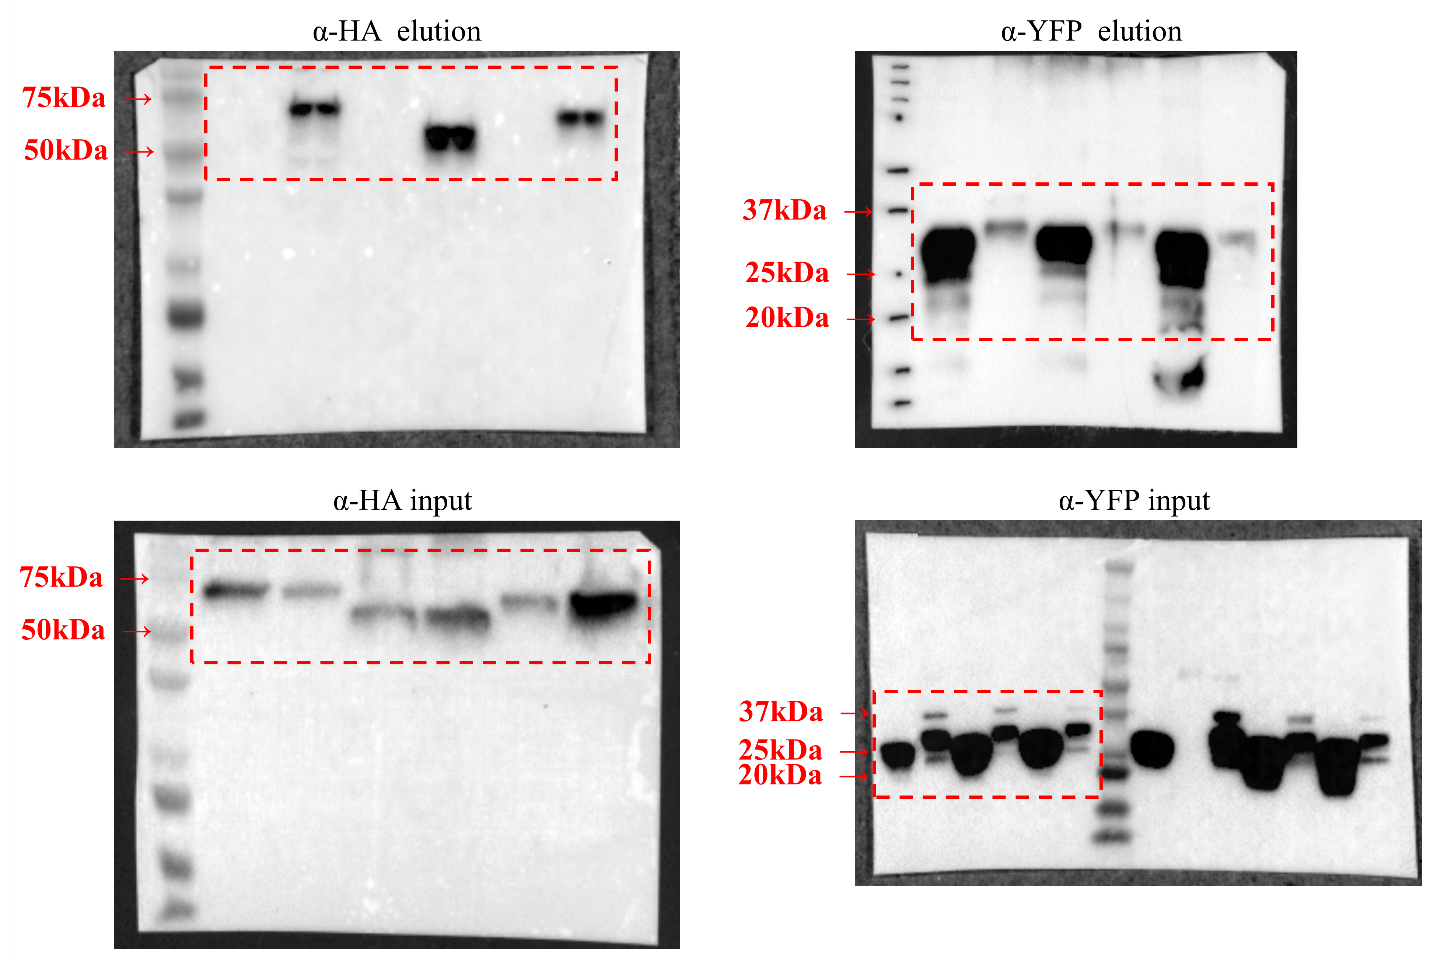 α-HA elution
75kDa →
50kDa →
α-YFP elution
37kDa →
25kDa →
20kDa →
α-HA input
75kDa →
50kDa →
α-YFP input
37kDa →
25kDa →
20kDa →